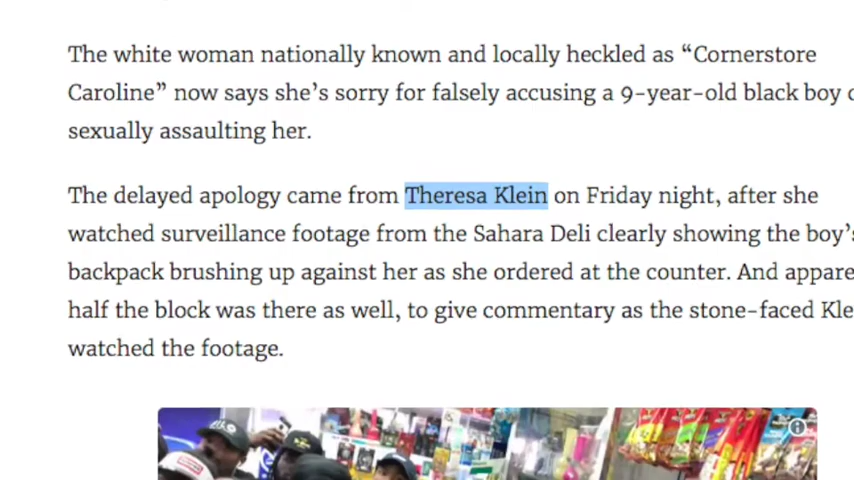 The white woman nationally known and locally heckled as “Cornerstore
Caroline” now says she’s sorry for falsely accusing a 9-year-old black boy
sexually assaulting her.
The delayed apology came from Theresa Klein on Friday night, after she
watched surveillance footage from the Sahara Deli clearly showing the boy’s
backpack brushing up against her as she ordered at the counter. And appare
half the block was there as well, to give commentary as the stone-faced Kle
watched the footage.